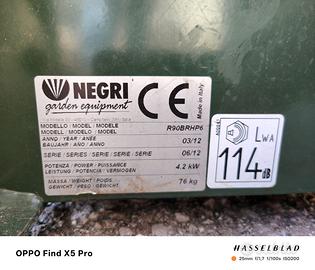 NEGRI
garden equipment
CE
Made in Italy
MODELLO / MODEL / MODELE
MODELL / MODELO / MODEL
R90BRHP6
ANNO / YEAR / ANEE
BAUJAHR / AÑO / ANNO
03/12
SERIE / SERIES / SERIE / SERIE / SERIE
06/12
POTENZA / POWER / PUISSANCE
LEISTUNG / POTENCIA / VERMOGEN
4.2 kW
MASSA / WEIGHT / POIDS
GEWICHT / PESO / GEWICHT
76 kg
LWA
114 dB
OPPO Find X5 Pro
HASSELBLAD
25mm f/1.7 1/100s ISO200